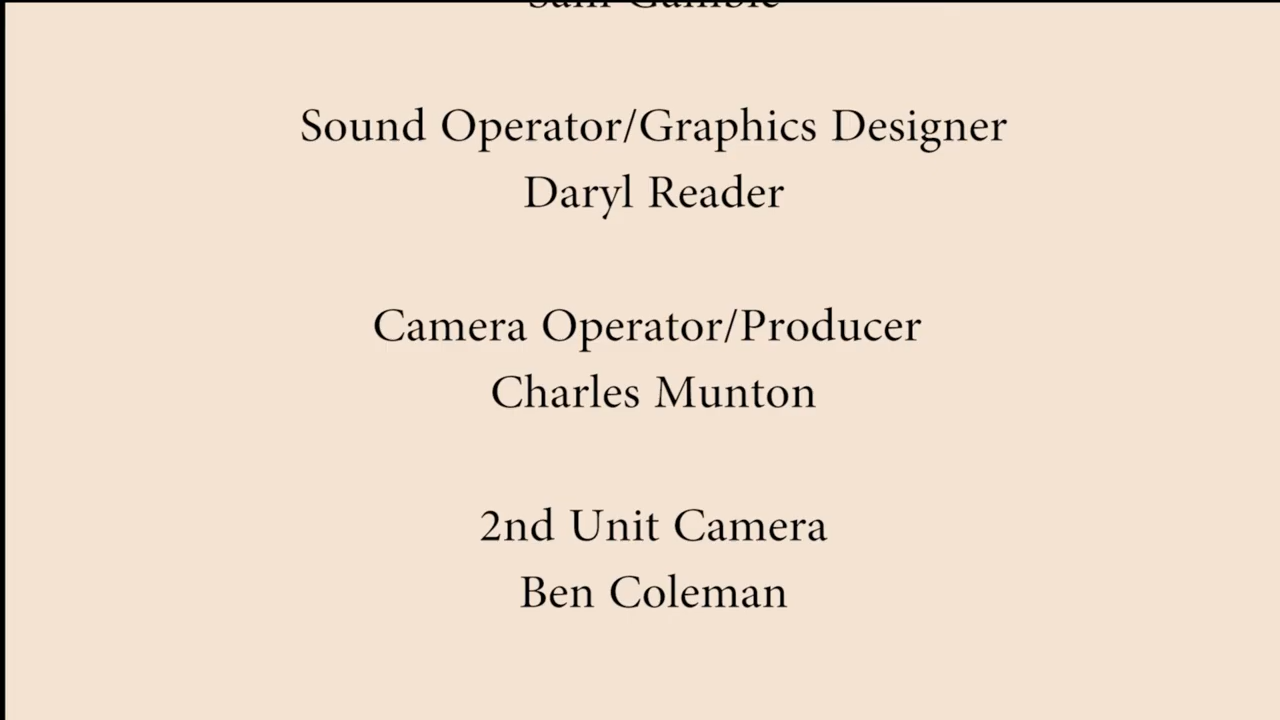 Sound Operator/Graphics Designer
Daryl Reader
Camera Operator/Producer
Charles Munton
2nd Unit Camera
Ben Coleman